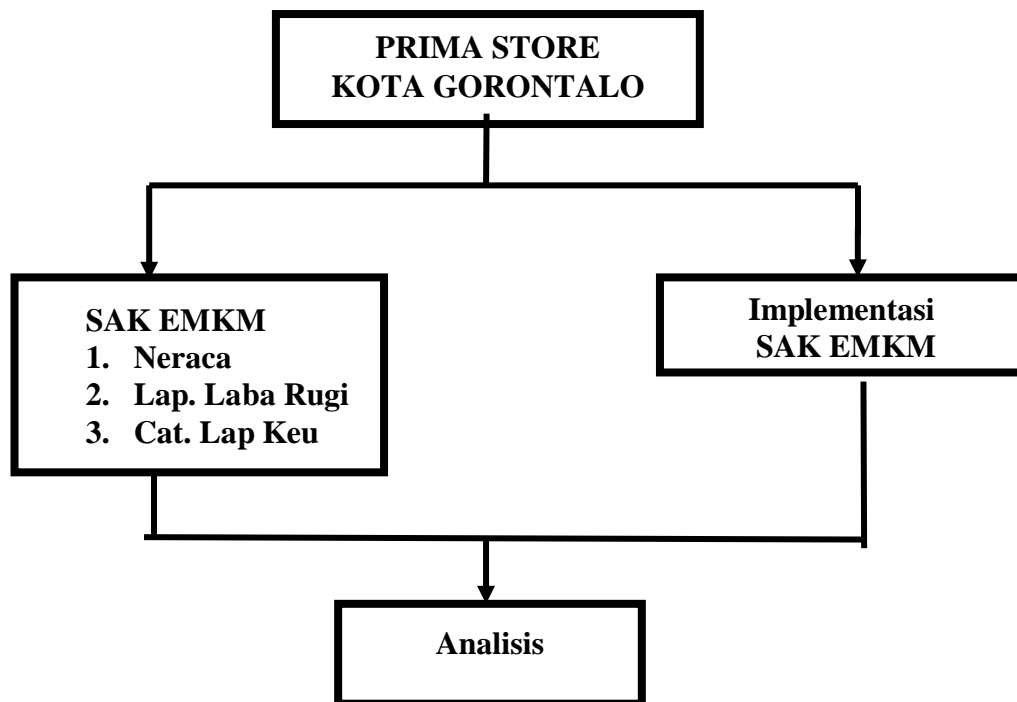 PRIMA STORE
KOTA GORONTALO
SAK EMKM
1. Neraca
2. Lap. Laba Rugi
3. Cat. Lap Keu
Implementasi
SAK EMKM
Analisis